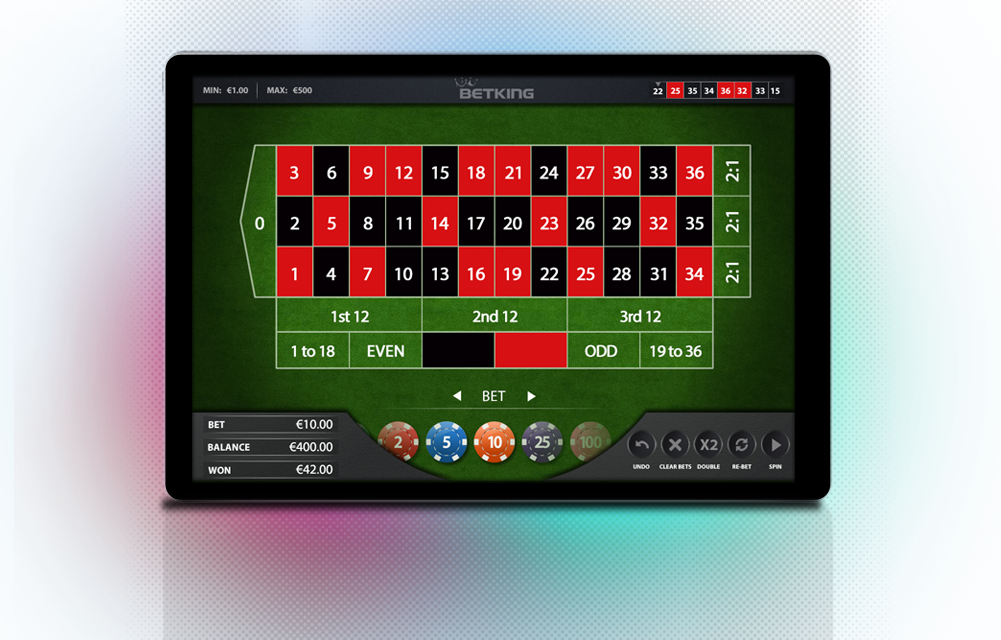 MIN: €1.00 MAX: €500
BETKING
22 25 35 34 36 32 33 15
3 6 9 12 15 18 21 24 27 30 33 36 2:1
0 2 5 8 11 14 17 20 23 26 29 32 35 2:1
1 4 7 10 13 16 19 22 25 28 31 34 2:1
1st 12 2nd 12 3rd 12
1 to 18 EVEN ODD 19 to 36
BET
BET €10.00
BALANCE €400.00
WON €42.00
2 5 10 25 100
X2
UNDO CLEAR BETS DOUBLE RE-BET SPIN